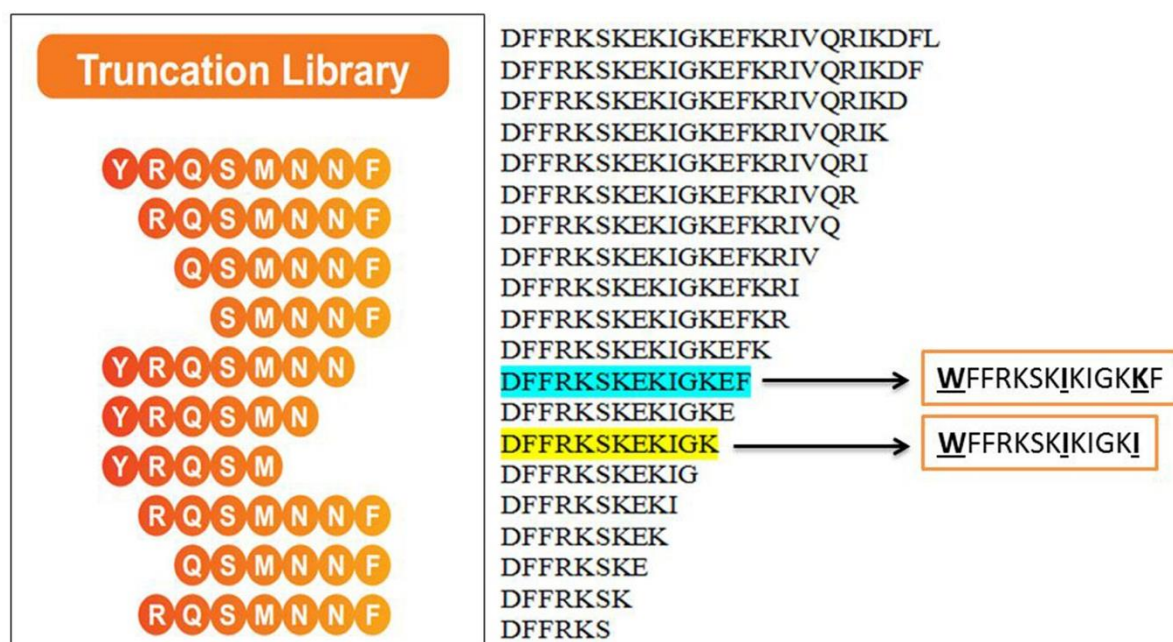 Truncation Library
YRQSMNNF
RQSMNNF
QSMNNF
SMNNF
YRQSMNN
YRQSMN
YRQSM
RQSMNNF
QSMNNF
RQSMNNF
DFFRKSKEKIGKEFKRIVQRIKDFL
DFFRKSKEKIGKEFKRIVQRIKDF
DFFRKSKEKIGKEFKRIVQRIKD
DFFRKSKEKIGKEFKRIVQRIK
DFFRKSKEKIGKEFKRIVQRI
DFFRKSKEKIGKEFKRIVQR
DFFRKSKEKIGKEFKRIVQ
DFFRKSKEKIGKEFKRIV
DFFRKSKEKIGKEFKRI
DFFRKSKEKIGKEFKR
DFFRKSKEKIGKEFK
DFFRKSKEKIGKEF
DFFRKSKEKIGKE
DFFRKSKEKIGK
DFFRKSKEKIG
DFFRKSKEKI
DFFRKSKEK
DFFRKSKE
DFFRKSK
DFFRKS
WFFRKSKIKIGKKF
WFFRKSKIKIGKI